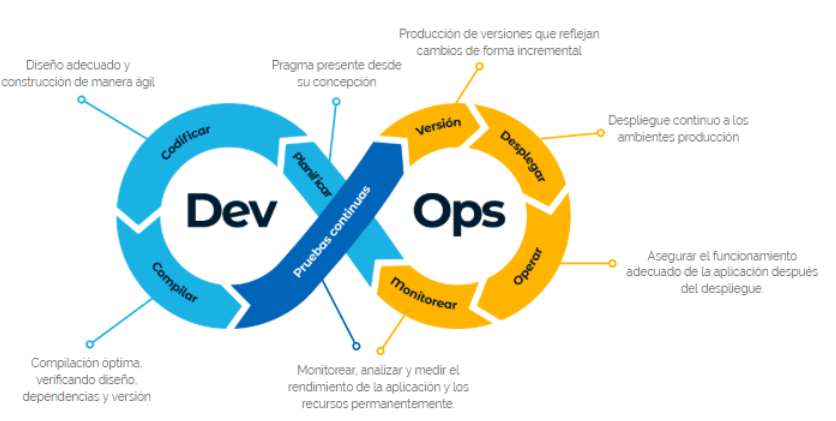 Producción de versiones que reflejan
cambios de forma incremental
Diseño adecuado y
construcción de manera ágil
Pragma presente desde
su concepción
Despliegue continuo a los
ambientes producción
Codificar
Planificar
Versión
Desplegar
Dev
Ops
Pruebas continuas
Compilar
Monitorear
Operar
Asegurar el funcionamiento
adecuado de la aplicación después
del despliegue.
Compilación óptima,
verificando diseño,
dependencias y versión
Monitorear, analizar y medir el
rendimiento de la aplicación y los
recursos permanentemente.